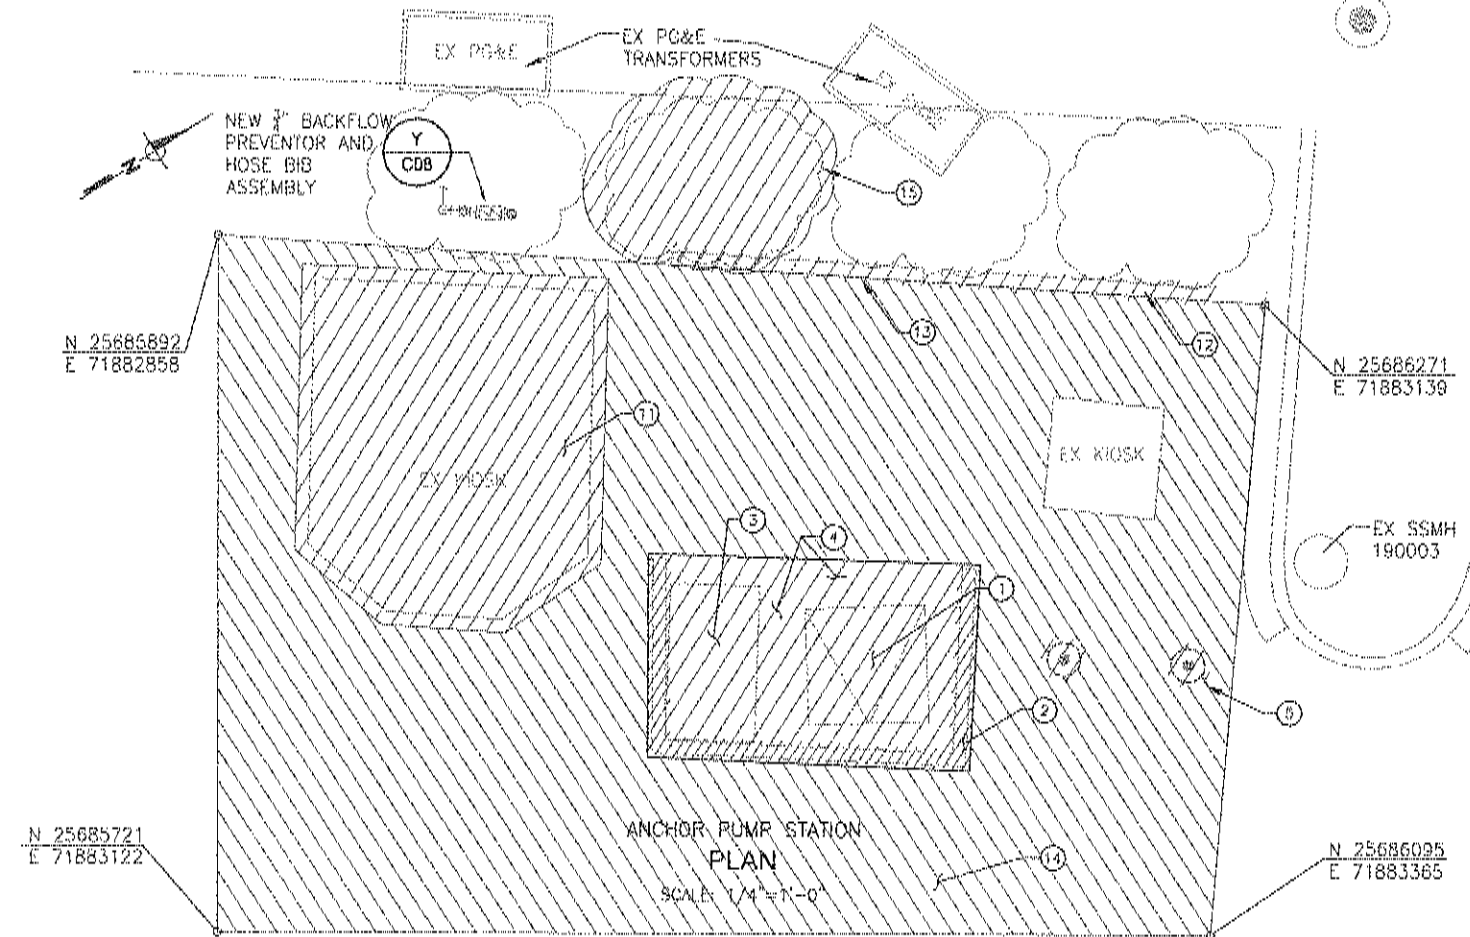 EX PG&E
EX PG&E
TRANSFORMERS
NEW ¾" BACKFLOW
PREVENTOR AND
HOSE BIB
ASSEMBLY
Y
C08
N
15
N 25685892
E 71882858
13
12
N 25686271
E 71883139
11
EX KIOSK
EX KIOSK
3
4
EX SSMH
190003
1
2
N 25685721
E 71883122
ANCHOR PUMP STATION
PLAN
SCALE: 1/4"=1'-0"
14
N 25686095
E 71883365